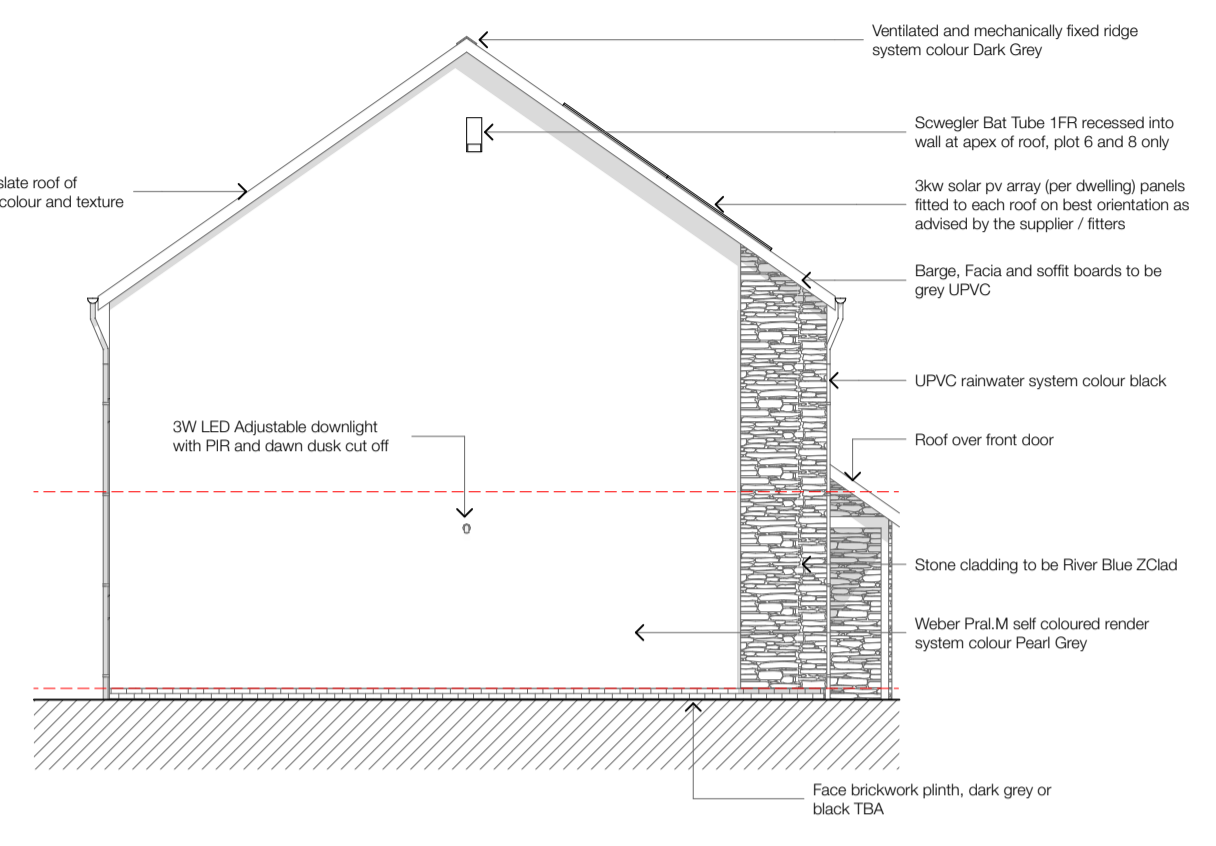 Ventilated and mechanically fixed ridge
system colour Dark Grey
Scwegler Bat Tube 1FR recessed into
wall at apex of roof, plot 6 and 8 only
slate roof of
colour and texture
3kw solar pv array (per dwelling) panels
fitted to each roof on best orientation as
advised by the supplier / fitters
Barge, Facia and soffit boards to be
grey UPVC
UPVC rainwater system colour black
3W LED Adjustable downlight
with PIR and dawn dusk cut off
Roof over front door
Stone cladding to be River Blue ZClad
Weber Pral.M self coloured render
system colour Pearl Grey
Face brickwork plinth, dark grey or
black TBA